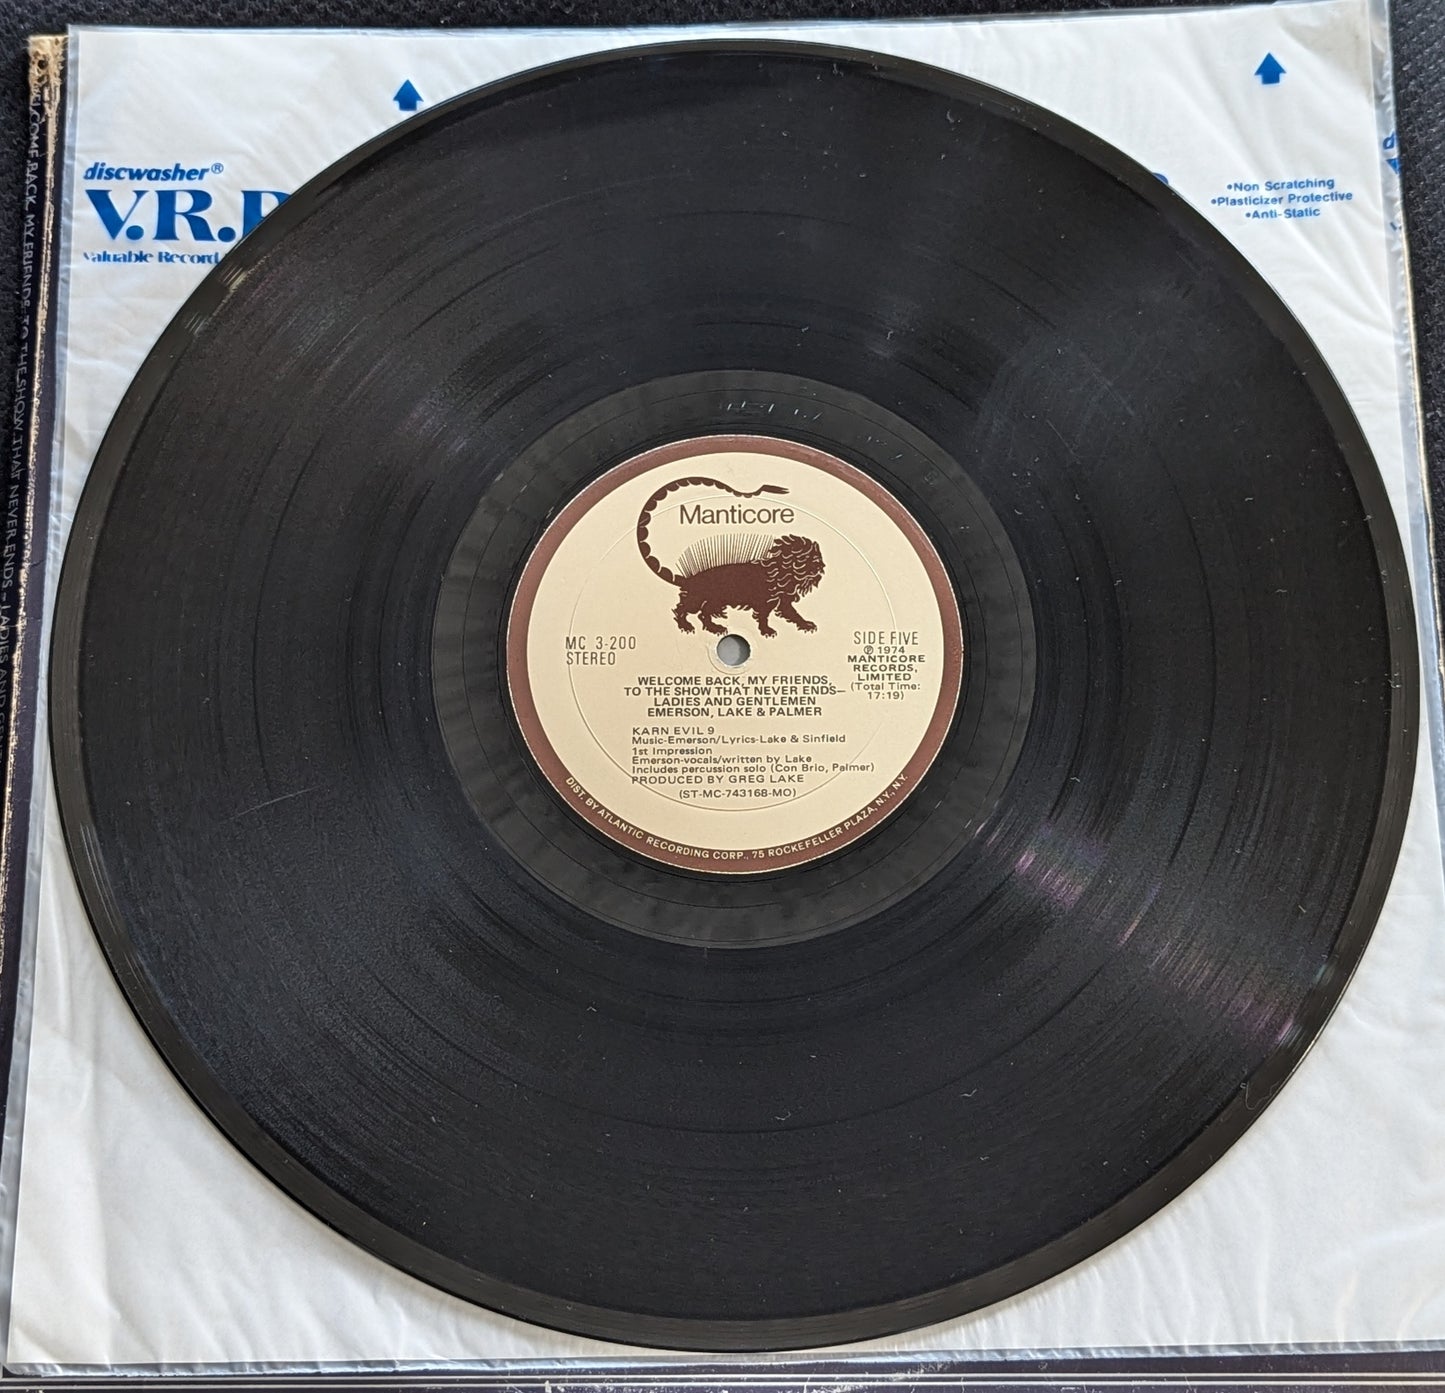 discwasher®
V.R.P
Valuable Record
•Non Scratching
•Plasticizer Protective
•Anti-Static
WELCOME BACK, MY FRIENDS, TO THE SHOW THAT NEVER ENDS - LADIES AND
Manticore
MC 3-200
STEREO
SIDE FIVE
℗ 1974
MANTICORE
RECORDS,
LIMITED
(Total Time:
17:19)
WELCOME BACK, MY FRIENDS,
TO THE SHOW THAT NEVER ENDS—
LADIES AND GENTLEMEN
EMERSON, LAKE & PALMER
KARN EVIL 9
Music-Emerson/Lyrics-Lake & Sinfield
1st Impression
Emerson-vocals/written by Lake
Includes percussion solo (Con Brio, Palmer)
PRODUCED BY GREG LAKE
(ST-MC-743168-MO)
DIST. BY ATLANTIC RECORDING CORP., 75 ROCKEFELLER PLAZA, N.Y., N.Y.